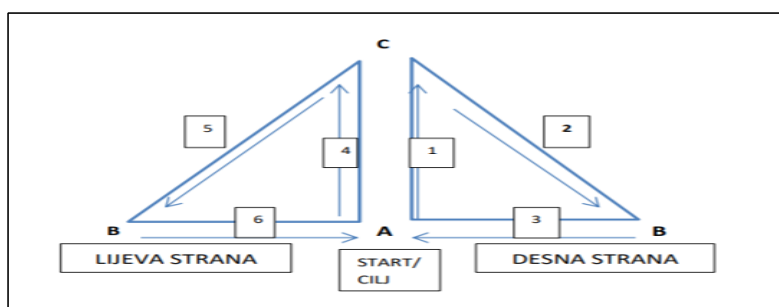 C
5
2
4
1
6
3
B
A
B
LIJEVA STRANA
START/
CILJ
DESNA STRANA